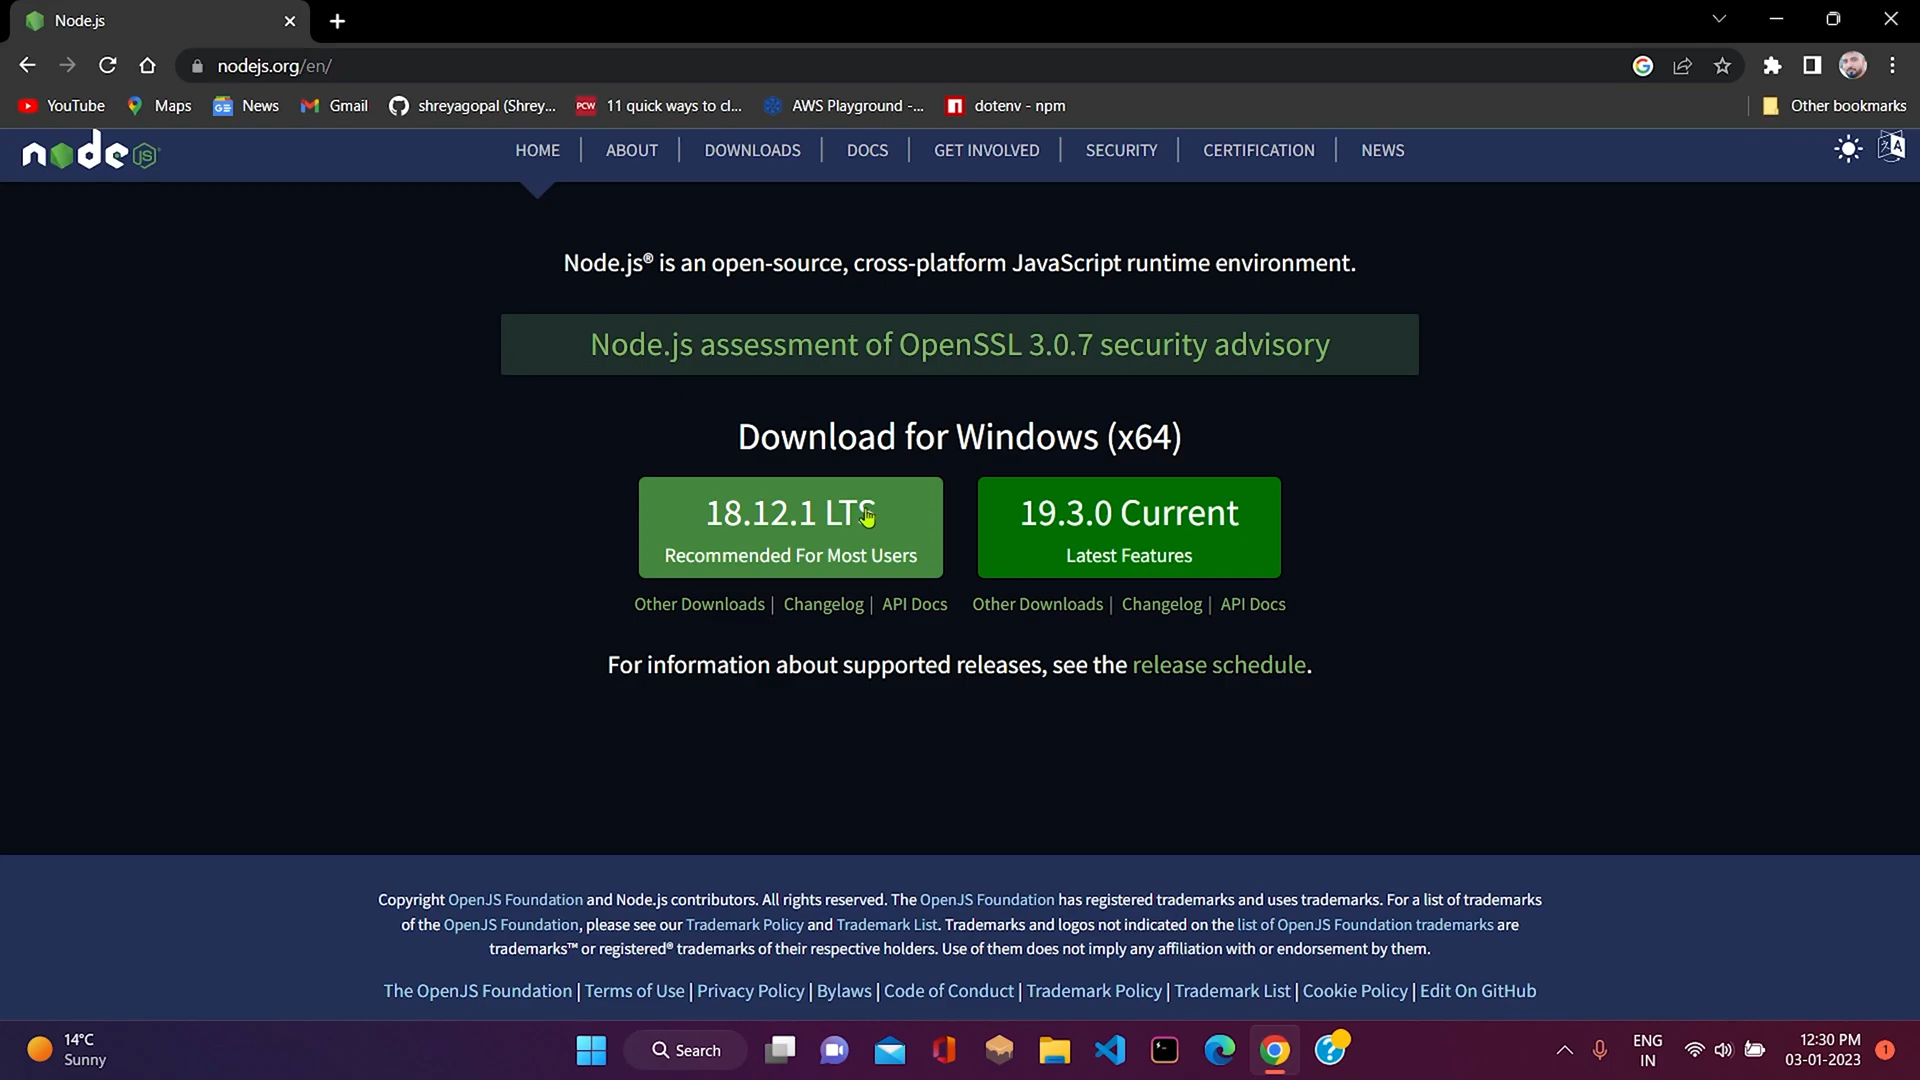 Node.js
nodejs.org/en/
YouTube Maps News Gmail shreyagopal (Shrey... PCW 11 quick ways to cl... AWS Playground -... n dotenv - npm Other bookmarks
node JS HOME ABOUT DOWNLOADS DOCS GET INVOLVED SECURITY CERTIFICATION NEWS
Node.js® is an open-source, cross-platform JavaScript runtime environment.
Node.js assessment of OpenSSL 3.0.7 security advisory
Download for Windows (x64)
18.12.1 LTS 19.3.0 Current
Recommended For Most Users Latest Features
Other Downloads | Changelog | API Docs Other Downloads | Changelog | API Docs
For information about supported releases, see the release schedule.
Copyright OpenJS Foundation and Node.js contributors. All rights reserved. The OpenJS Foundation has registered trademarks and uses trademarks. For a list of trademarks
of the OpenJS Foundation, please see our Trademark Policy and Trademark List. Trademarks and logos not indicated on the list of OpenJS Foundation trademarks are
trademarks™ or registered® trademarks of their respective holders. Use of them does not imply any affiliation with or endorsement by them.
The OpenJS Foundation | Terms of Use | Privacy Policy | Bylaws | Code of Conduct | Trademark Policy | Trademark List | Cookie Policy | Edit On GitHub
14°C ENG 12:30 PM
Sunny Search IN 03-01-2023 1